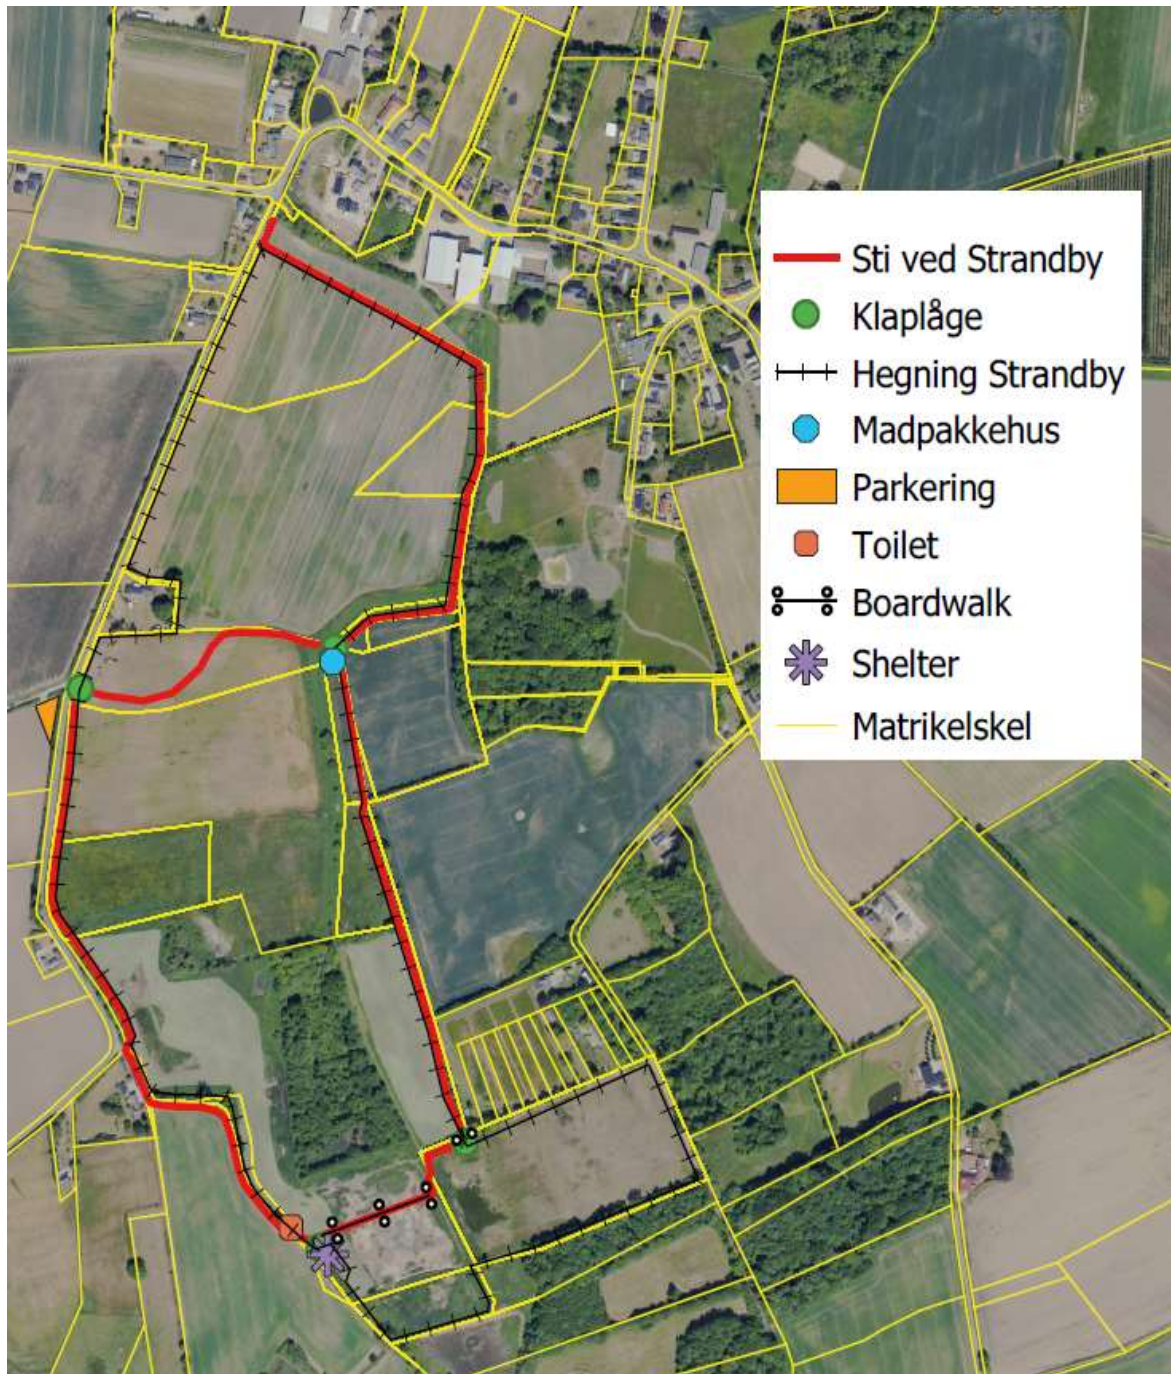 Sti ved Strandby
Klaplåge
Hegning Strandby
Madpakkehus
Parkering
Toilet
Boardwalk
Shelter
Matrikelskel